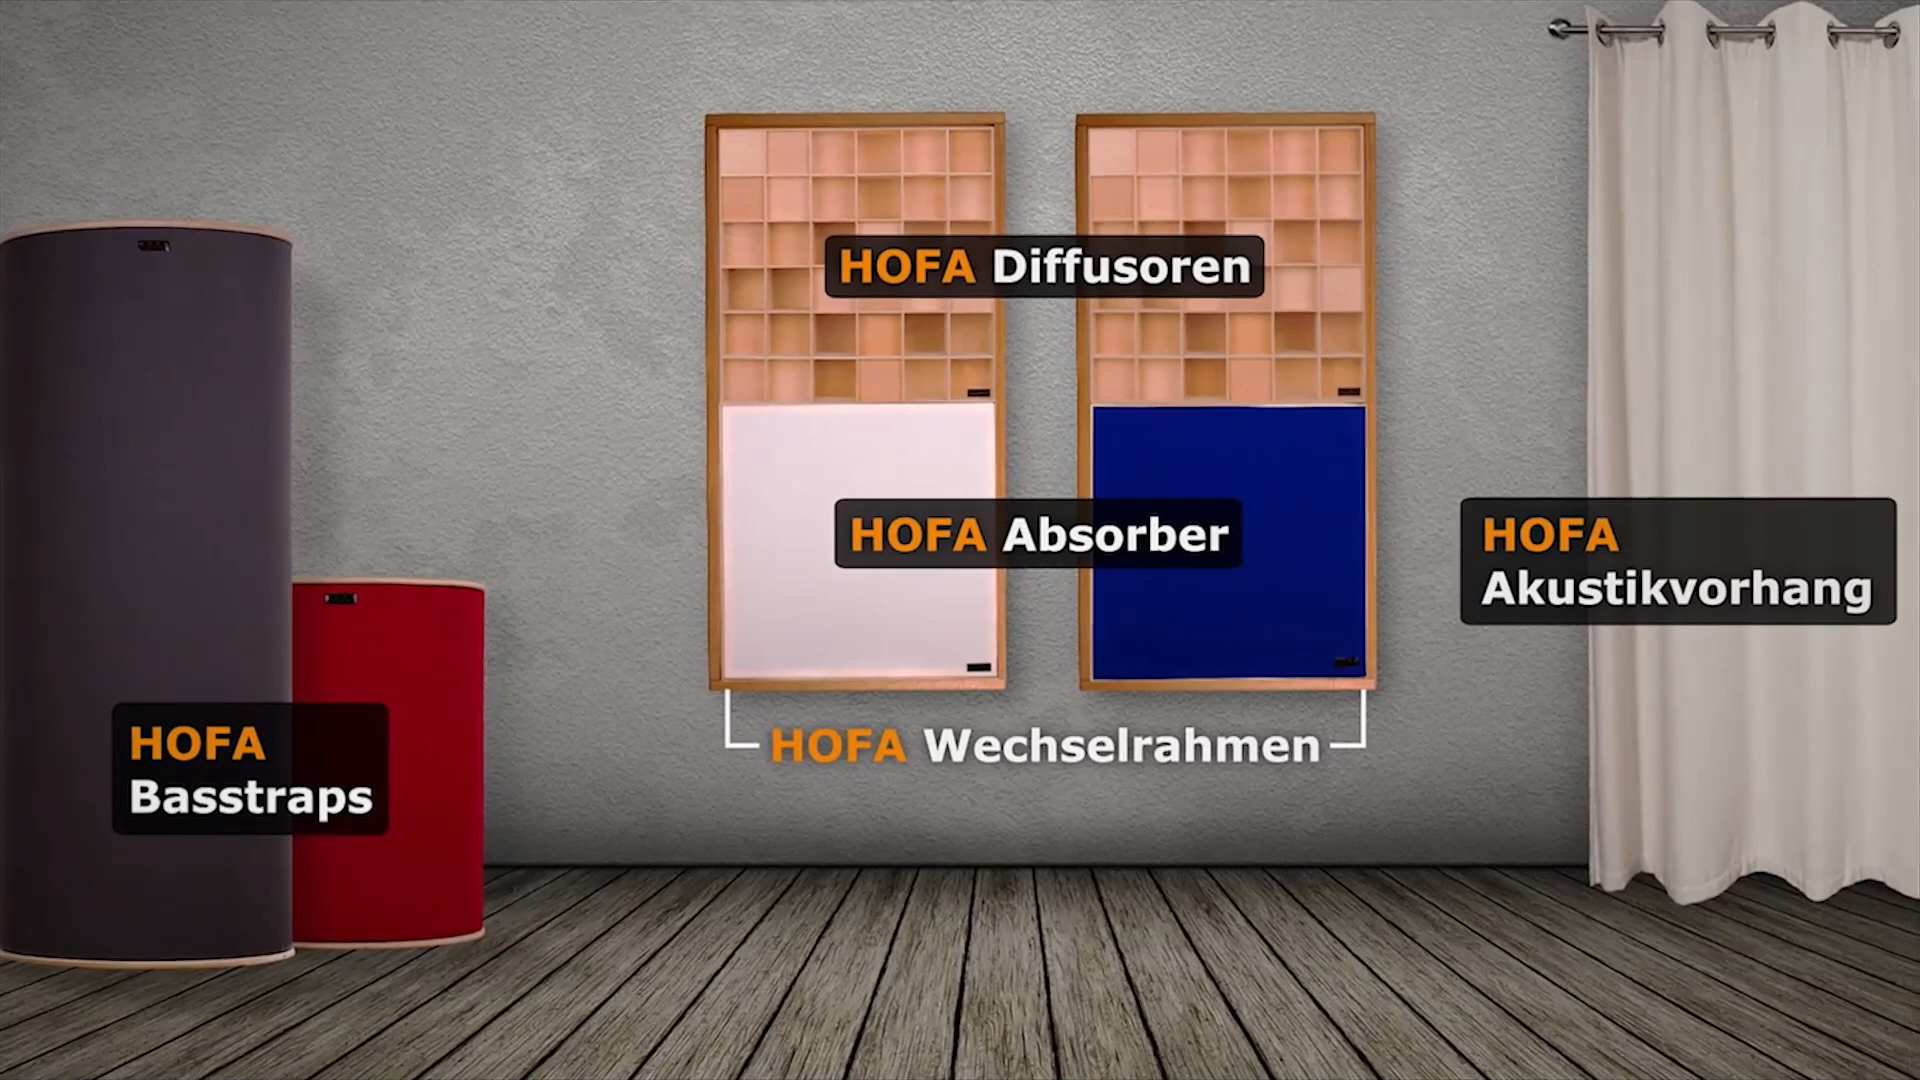 HOFA Diffusoren
HOFA Absorber
HOFA
Akustikvorhang
HOFA Wechselrahmen
HOFA
Basstraps